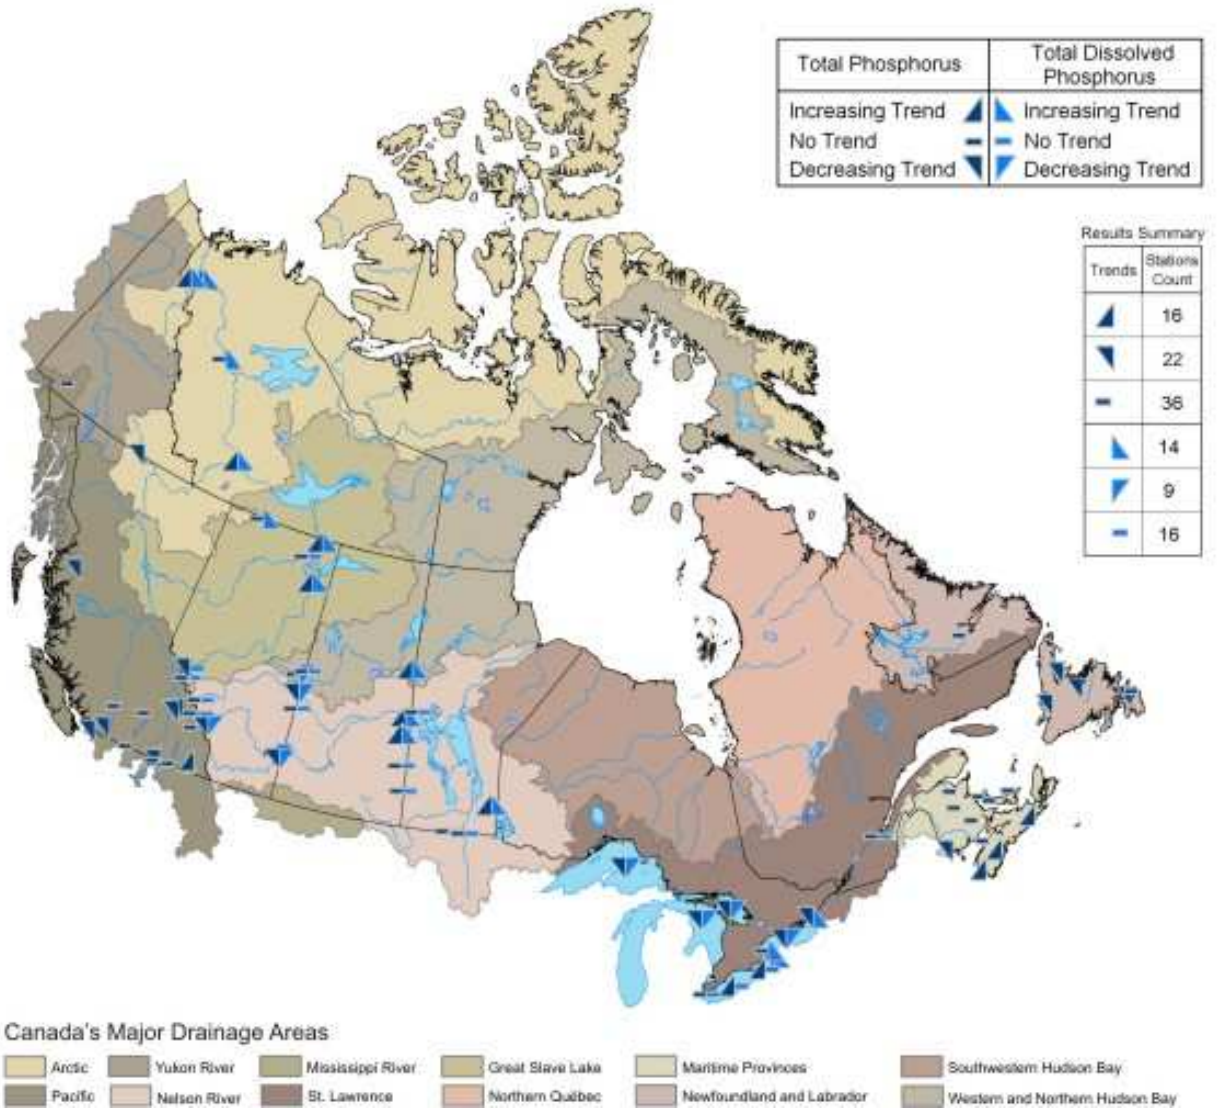 Total Phosphorus
Total Dissolved
Phosphorus
Increasing Trend
Increasing Trend
No Trend
No Trend
Decreasing Trend
Decreasing Trend
Results Summary
Trends
Stations
Count
16
22
36
14
9
16
Canada's Major Drainage Areas
Arctic
Yukon River
Mississippi River
Great Slave Lake
Maritime Provinces
Southwestern Hudson Bay
Pacific
Nelson River
St. Lawrence
Northern Québec
Newfoundland and Labrador
Western and Northern Hudson Bay